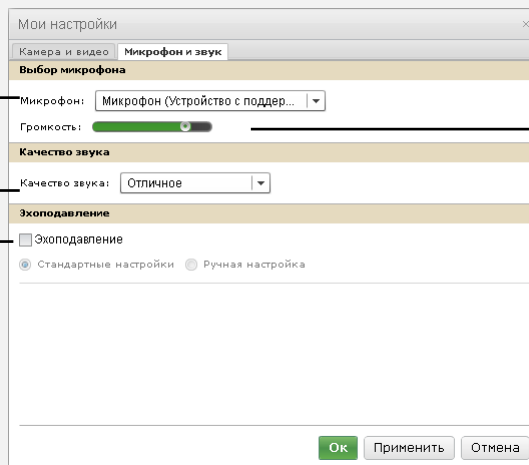 Мои настройки
Камера и видео Микрофон и звук
Выбор микрофона
Микрофон: Микрофон (Устройство с поддер...
Громкость:
Качество звука
Качество звука: Отличное
Эхоподавление
Эхоподавление
Стандартные настройки Ручная настройка
Ок Применить Отмена